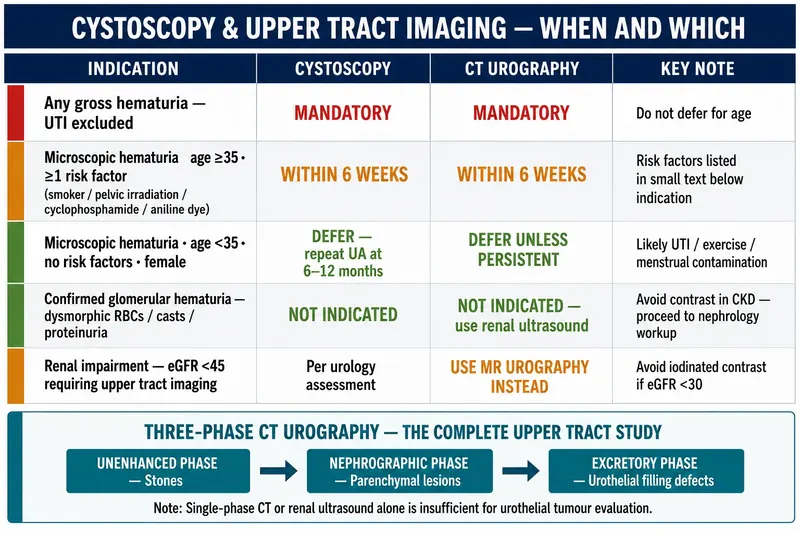 CYSTOSCOPY & UPPER TRACT IMAGING — WHEN AND WHICH
INDICATION
CYSTOSCOPY
CT UROGRAPHY
KEY NOTE
Any gross hematuria —
UTI excluded
MANDATORY
MANDATORY
Do not defer for age
Microscopic hematuria age ≥35 •
≥1 risk factor
(smoker / pelvic irradiation /
cyclophosphamide / aniline dye)
WITHIN 6 WEEKS
WITHIN 6 WEEKS
Risk factors listed
in small text below
indication
Microscopic hematuria • age <35 •
no risk factors • female
DEFER —
repeat UA at
6–12 months
DEFER UNLESS
PERSISTENT
Likely UTI / exercise /
menstrual contamination
Confirmed glomerular hematuria —
dysmorphic RBCs / casts /
proteinuria
NOT INDICATED
NOT INDICATED —
use renal ultrasound
Avoid contrast in CKD —
proceed to nephrology
workup
Renal impairment — eGFR <45
requiring upper tract imaging
Per urology
assessment
USE MR UROGRAPHY
INSTEAD
Avoid iodinated contrast
if eGFR <30
THREE-PHASE CT UROGRAPHY — THE COMPLETE UPPER TRACT STUDY
UNENHANCED PHASE
— Stones
NEPHROGRAPHIC PHASE
— Parenchymal lesions
EXCRETORY PHASE
— Urothelial filling defects
Note: Single-phase CT or renal ultrasound alone is insufficient for urothelial tumour evaluation.